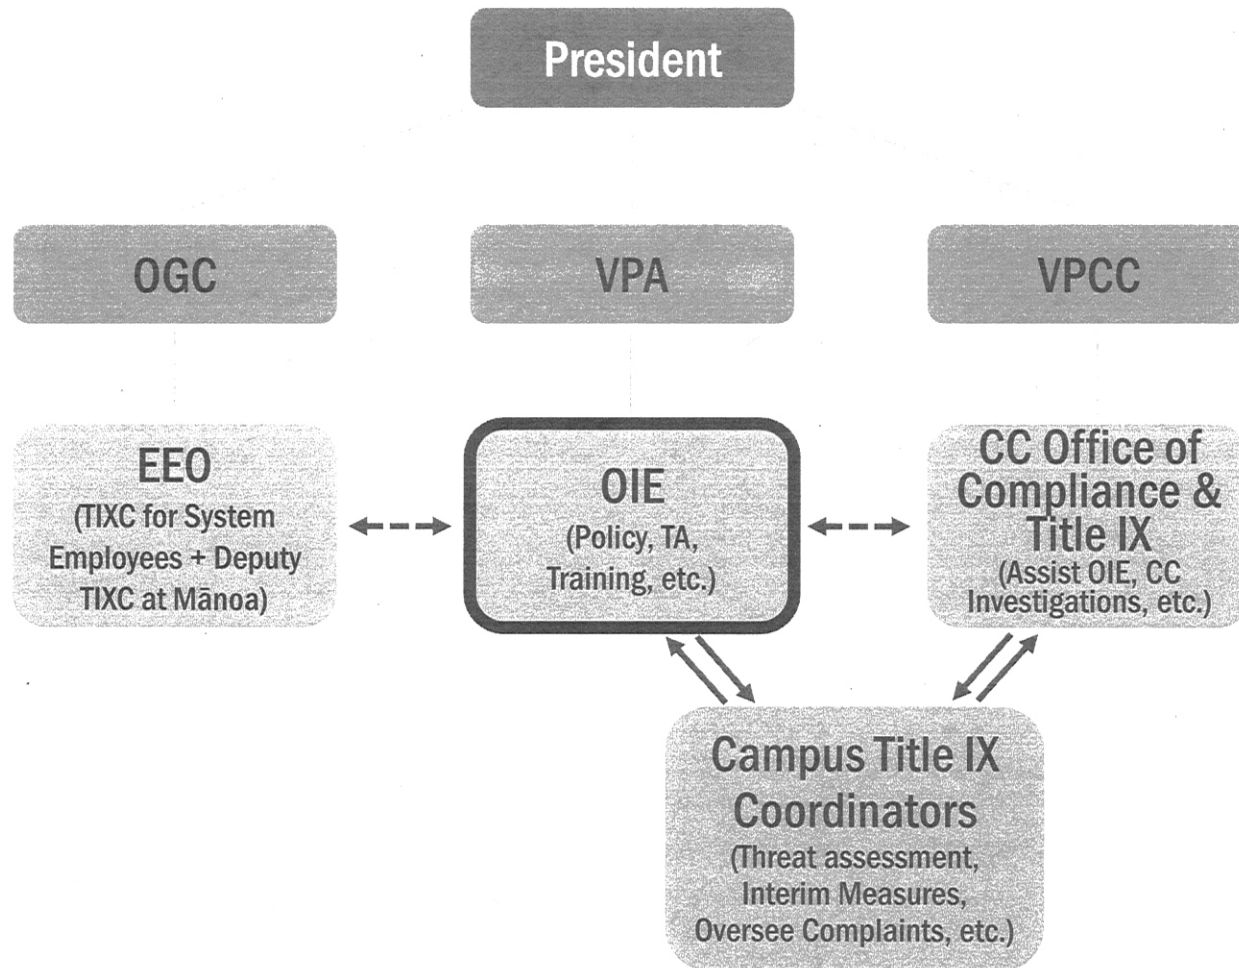 President
OGC
VPA
VPCC
EEO
(TIXC for System
Employees + Deputy
TIXC at Mānoa)
OIE
(Policy, TA,
Training, etc.)
CC Office of
Compliance &
Title IX
(Assist OIE, CC
Investigations, etc.)
Campus Title IX
Coordinators
(Threat assessment,
Interim Measures,
Oversee Complaints, etc.)